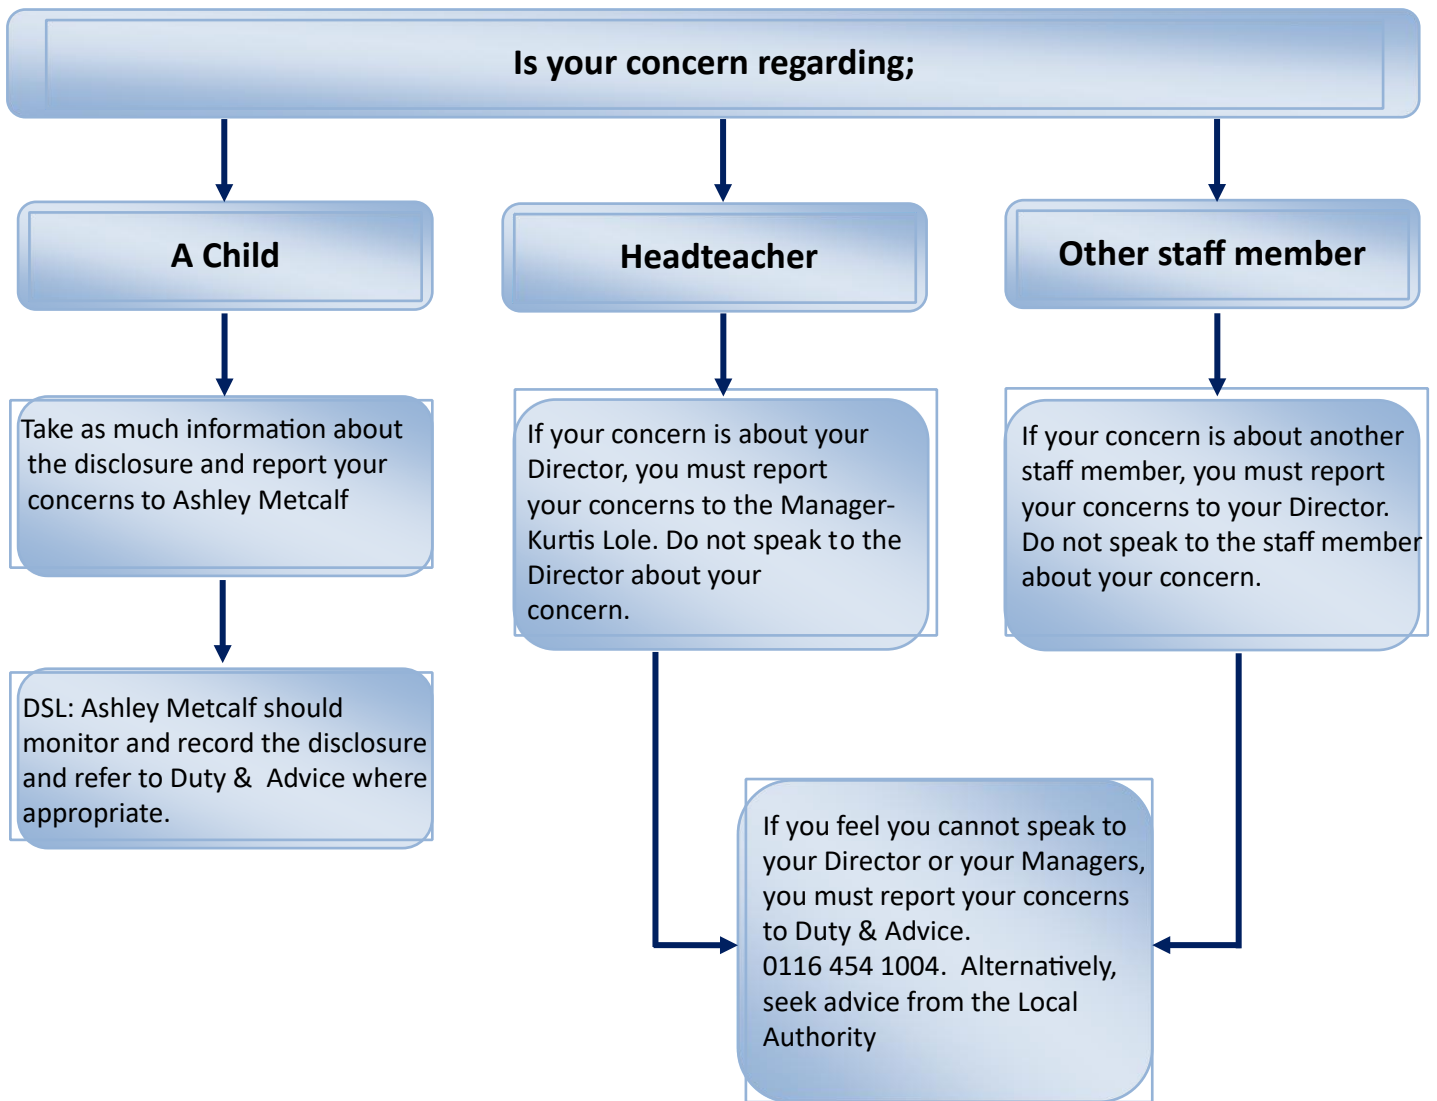 Is your concern regarding;
A Child
Headteacher
Other staff member
Take as much information about
the disclosure and report your
concerns to Ashley Metcalf
If your concern is about your
Director, you must report
your concerns to the Manager-
Kurtis Lole. Do not speak to the
Director about your
concern.
If your concern is about another
staff member, you must report
your concerns to your Director.
Do not speak to the staff member
about your concern.
DSL: Ashley Metcalf should
monitor and record the disclosure
and refer to Duty &  Advice where
appropriate.
If you feel you cannot speak to
your Director or your Managers,
you must report your concerns
to Duty & Advice.
0116 454 1004.  Alternatively,
seek advice from the Local
Authority